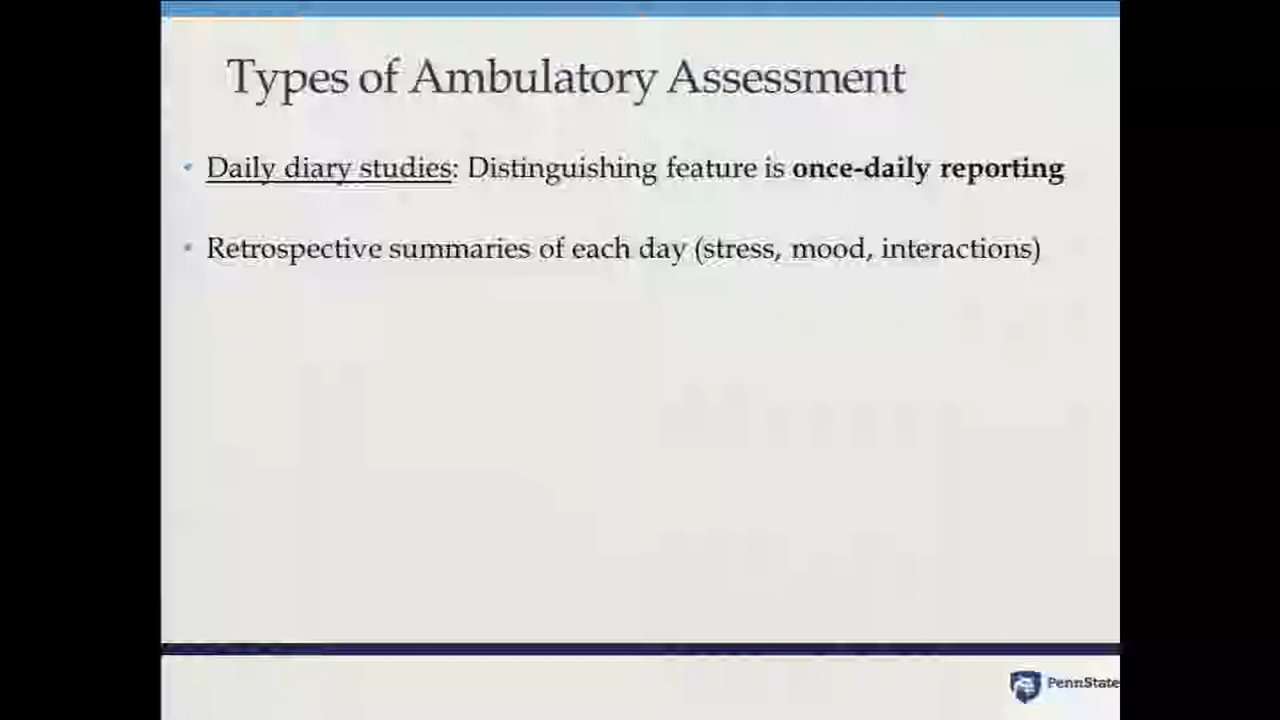 Types of Ambulatory Assessment
• Daily diary studies: Distinguishing feature is once-daily reporting
• Retrospective summaries of each day (stress, mood, interactions)
PennState